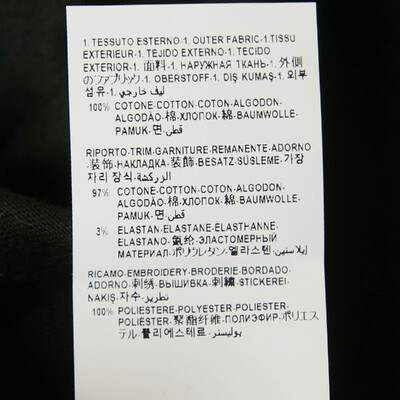 1. TESSUTO ESTERNO-1. OUTER FABRIC-1.TISSU
EXTERIEUR-1. TEJIDO EXTERNO-1. TECIDO
EXTERIOR-1. 面料-1. НАРУЖНАЯ ТКАНЬ-1. 外側
のファブリック-1. OBERSTOFF-1. DIŞ KUMAŞ-1. 외부
섬유-1. ليف خارجي
100% COTONE-COTTON-COTON-ALGODON-
ALGODÃO-棉-ХЛОПОК-綿-BAUMWOLLE-
PAMUK-면-قطن
RIPORTO-TRIM-GARNITURE-REMANENTE-ADORNO
-装饰-НАКЛАДКА-装飾-BESATZ-SÜSLEME-가장
자리 장식-الزركشة
97% COTONE-COTTON-COTON-ALGODON-
ALGODÃO-棉-ХЛОПОК-綿-BAUMWOLLE-
PAMUK-면-قطن
3% ELASTAN-ELASTANE-ELASTHANNE-
ELASTANO-氨纶-ЭЛАСТОМЕРНЫЙ
МАТЕРИАЛ-ポリウレタン-엘라스텐-إيلاستين
RICAMO-EMBROIDERY-BRODERIE-BORDADO-
ADORNO-刺绣-ВЫШИВКА-刺繍-STICKEREI-
NAKIŞ-자수-تطريز
100% POLIESTERE-POLYESTER-POLIESTER-
POLIÉSTER-聚酯纤维-ПОЛИЭФИР-ポリエス
テル-폴리에스테르-بوليستر